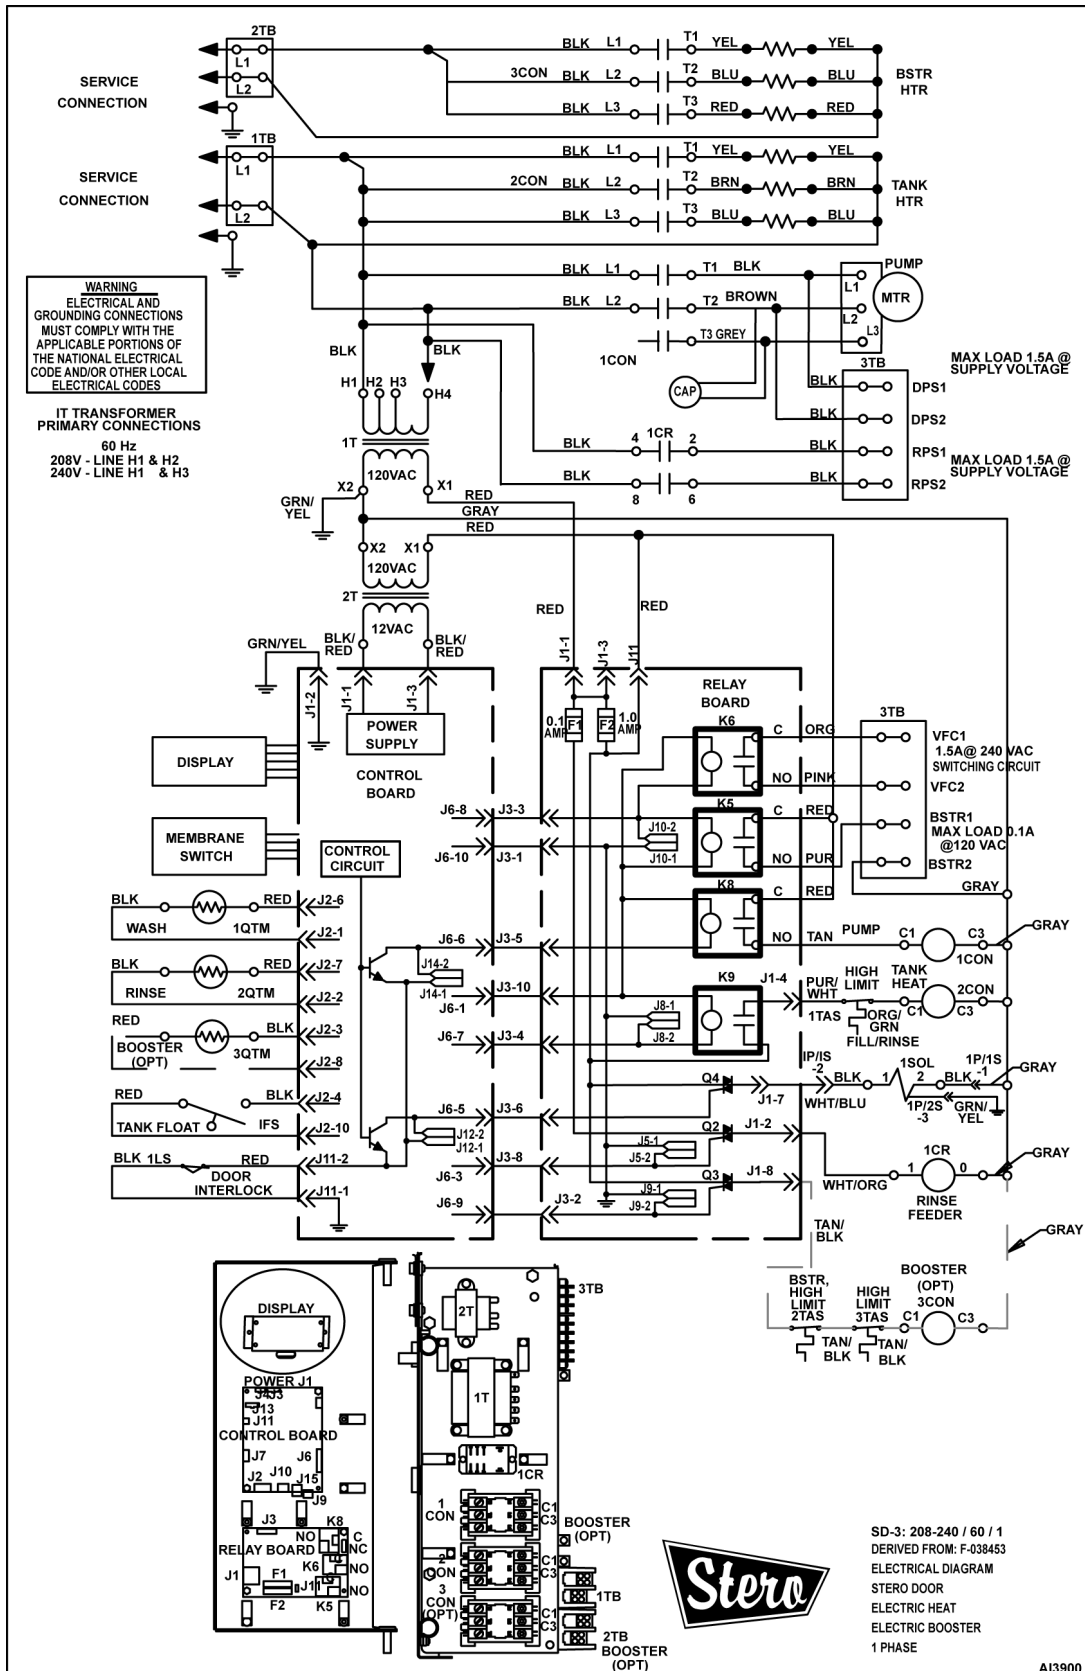 2TB
BLK L1 T1 YEL YEL
L1
SERVICE
CONNECTION
3CON BLK L2 T2 BLU BLU
BSTR
HTR
L2
BLK L3 T3 RED RED
1TB
BLK L1 T1 YEL YEL
L1
SERVICE
CONNECTION
2CON BLK L2 T2 BRN BRN
TANK
HTR
L2
BLK L3 T3 BLU BLU
WARNING
ELECTRICAL AND
GROUNDING CONNECTIONS
MUST COMPLY WITH THE
APPLICABLE PORTIONS OF
THE NATIONAL ELECTRICAL
CODE AND/OR OTHER LOCAL
ELECTRICAL CODES
IT TRANSFORMER
PRIMARY CONNECTIONS
60 Hz
208V - LINE H1 & H2
240V - LINE H1 & H3
BLK L1 T1 BLK
PUMP
L1
MTR
BLK L2 T2 BROWN
L2
T3 GREY
L3
1CON
CAP
BLK BLK
H1 H2 H3 H4
1T
120VAC
X2 X1
GRN/
YEL
3TB
MAX LOAD 1.5A @
SUPPLY VOLTAGE
BLK DPS1
BLK DPS2
BLK 4 1CR 2 BLK RPS1
MAX LOAD 1.5A @
SUPPLY VOLTAGE
BLK 8 6 BLK RPS2
RED
GRAY
RED
X2 X1
120VAC
2T
12VAC
RED
RED
GRN/YEL
BLK/
RED
BLK/
RED
J1-2
J1-1
J1-3
J1-1
J1-3
J11
POWER
SUPPLY
CONTROL
BOARD
DISPLAY
MEMBRANE
SWITCH
CONTROL
CIRCUIT
RELAY
BOARD
0.1
AMP
F1
F2
1.0
AMP
K6
C ORG
NO PINK
3TB
VFC1
1.5A@ 240 VAC
SWITCHING CIRCUIT
VFC2
BSTR1
MAX LOAD 0.1A
@120 VAC
BSTR2
GRAY
J6-8 J3-3
K5
C RED
J10-2
J6-10 J3-1
J10-1
NO PUR
K8
C RED
BLK RED J2-6
WASH 1QTM
J2-1
J6-6 J3-5
NO TAN PUMP C1 C3
1CON
GRAY
BLK RED J2-7
RINSE 2QTM
J2-2
J14-2
J14-1
J6-1 J3-10
K9
J8-1
J8-2
J1-4
PUR/
WHT
HIGH
LIMIT
TANK
HEAT
2CON
1TAS
ORG/
GRN
C1
C3
FILL/RINSE
RED BLK J2-3
BOOSTER
(OPT)
3QTM
J2-8
J6-7 J3-4
Q4
J1-7
IP/IS
-2
BLK 1 1SOL 2 BLK
1P/1S
-1
GRAY
WHT/BLU
1P/2S
-3
GRN/
YEL
RED BLK J2-4
TANK FLOAT IFS J2-10
J6-5 J3-6
J12-2
J12-1
Q2
J1-2
J5-1
J5-2
BLK 1LS RED J11-2
DOOR
INTERLOCK
J11-1
J6-3 J3-8
Q3
J1-8
J9-1
J9-2
J6-9 J3-2
WHT/ORG
1 1CR 0
RINSE
FEEDER
GRAY
TAN/
BLK
GRAY
BSTR,
HIGH
LIMIT
2TAS
HIGH
LIMIT
3TAS
BOOSTER
(OPT)
3CON
C1 C3
TAN/
BLK
TAN/
BLK
DISPLAY
POWER J1
J4 J3
J13
J11
CONTROL BOARD
J7
J6
J2
J10
J15
J9
J3
K8
NO
C
NC
RELAY BOARD
K6
NO
J1
F1
J11
NO
F2
K5
2T
3TB
1T
1CR
1
CON
C1
C3
BOOSTER
(OPT)
2
CON
C1
C3
3
CON
(OPT)
C1
C3
1TB
2TB
BOOSTER
(OPT)
Stero
SD-3: 208-240 / 60 / 1
DERIVED FROM: F-038453
ELECTRICAL DIAGRAM
STERO DOOR
ELECTRIC HEAT
ELECTRIC BOOSTER
1 PHASE
AI3900